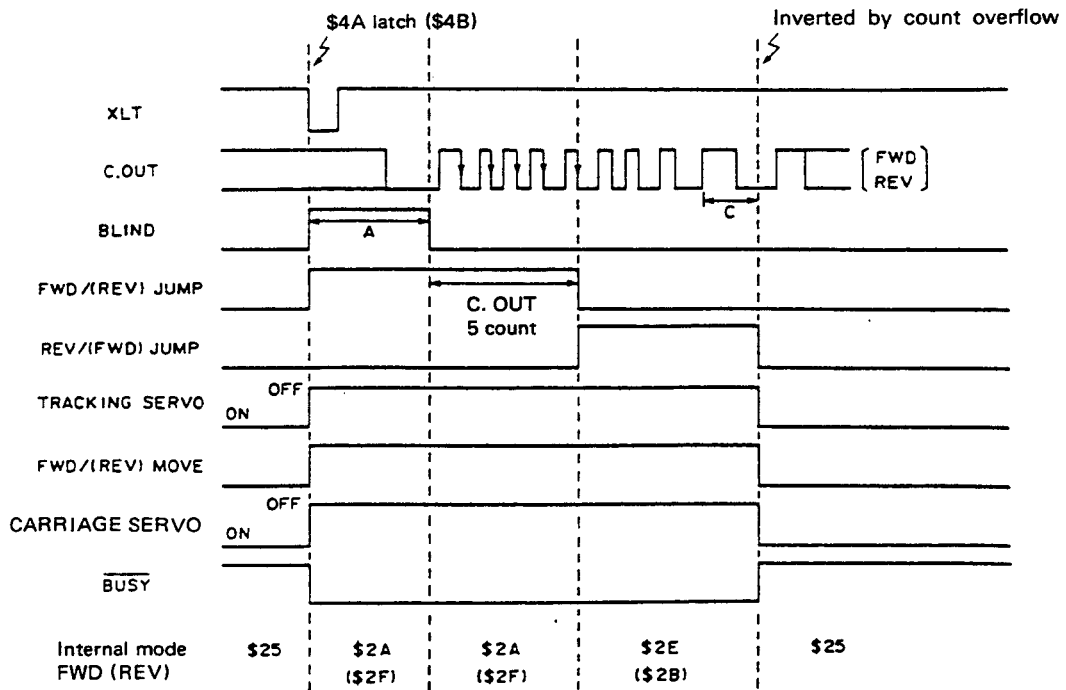 $4A latch ($4B)
Inverted by count overflow
XLT
C.OUT
FWD
REV
C
BLIND
A
FWD/(REV) JUMP
C. OUT
5 count
REV/(FWD) JUMP
OFF
TRACKING SERVO
ON
FWD/(REV) MOVE
OFF
CARRIAGE SERVO
ON
BUSY
Internal mode
FWD (REV)
$25
$2A
($2F)
$2A
($2F)
$2E
($2B)
$25